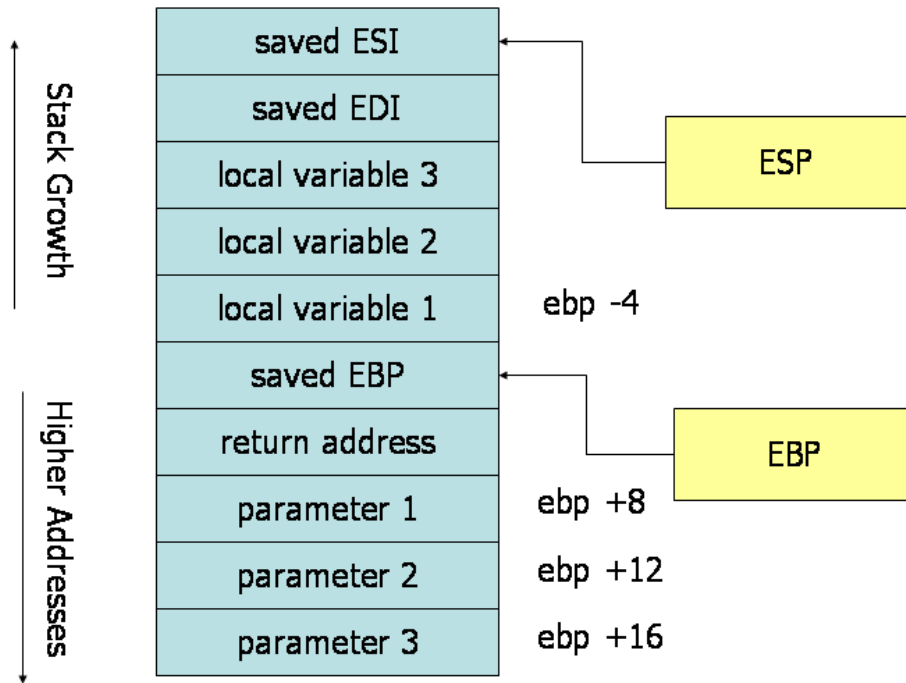 Stack Growth
Higher Addresses
saved ESI
saved EDI
local variable 3
local variable 2
local variable 1
saved EBP
return address
parameter 1
parameter 2
parameter 3
ebp -4
ebp +8
ebp +12
ebp +16
ESP
EBP